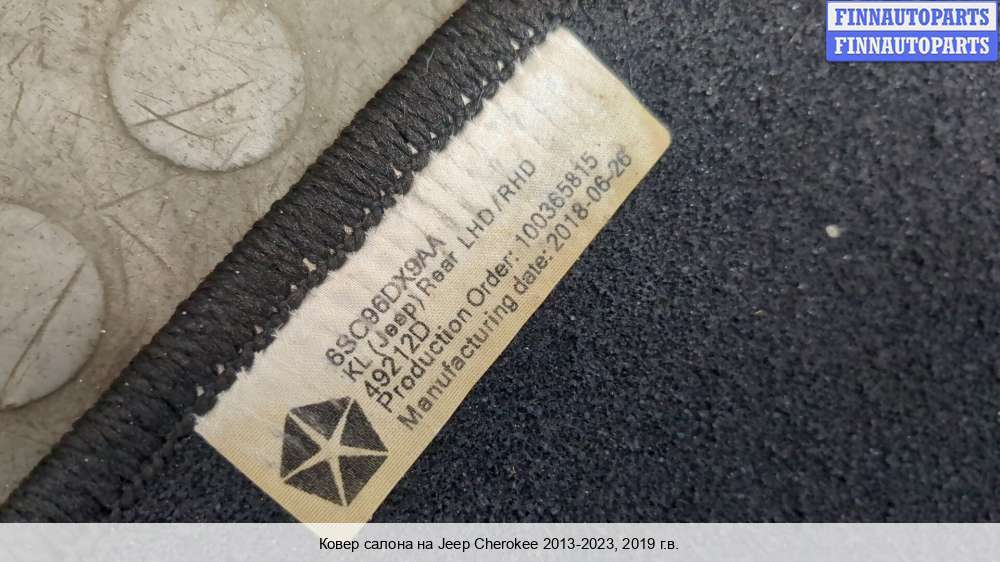 FINNAUTOPARTS
FINNAUTOPARTS
6SC96DX9AA
KL (Jeep) Rear LHD/RHD
49212D
Production Order: 100365815
Manufacturing date: 2018-06-26
Ковер салона на Jeep Cherokee 2013-2023, 2019 г.в.